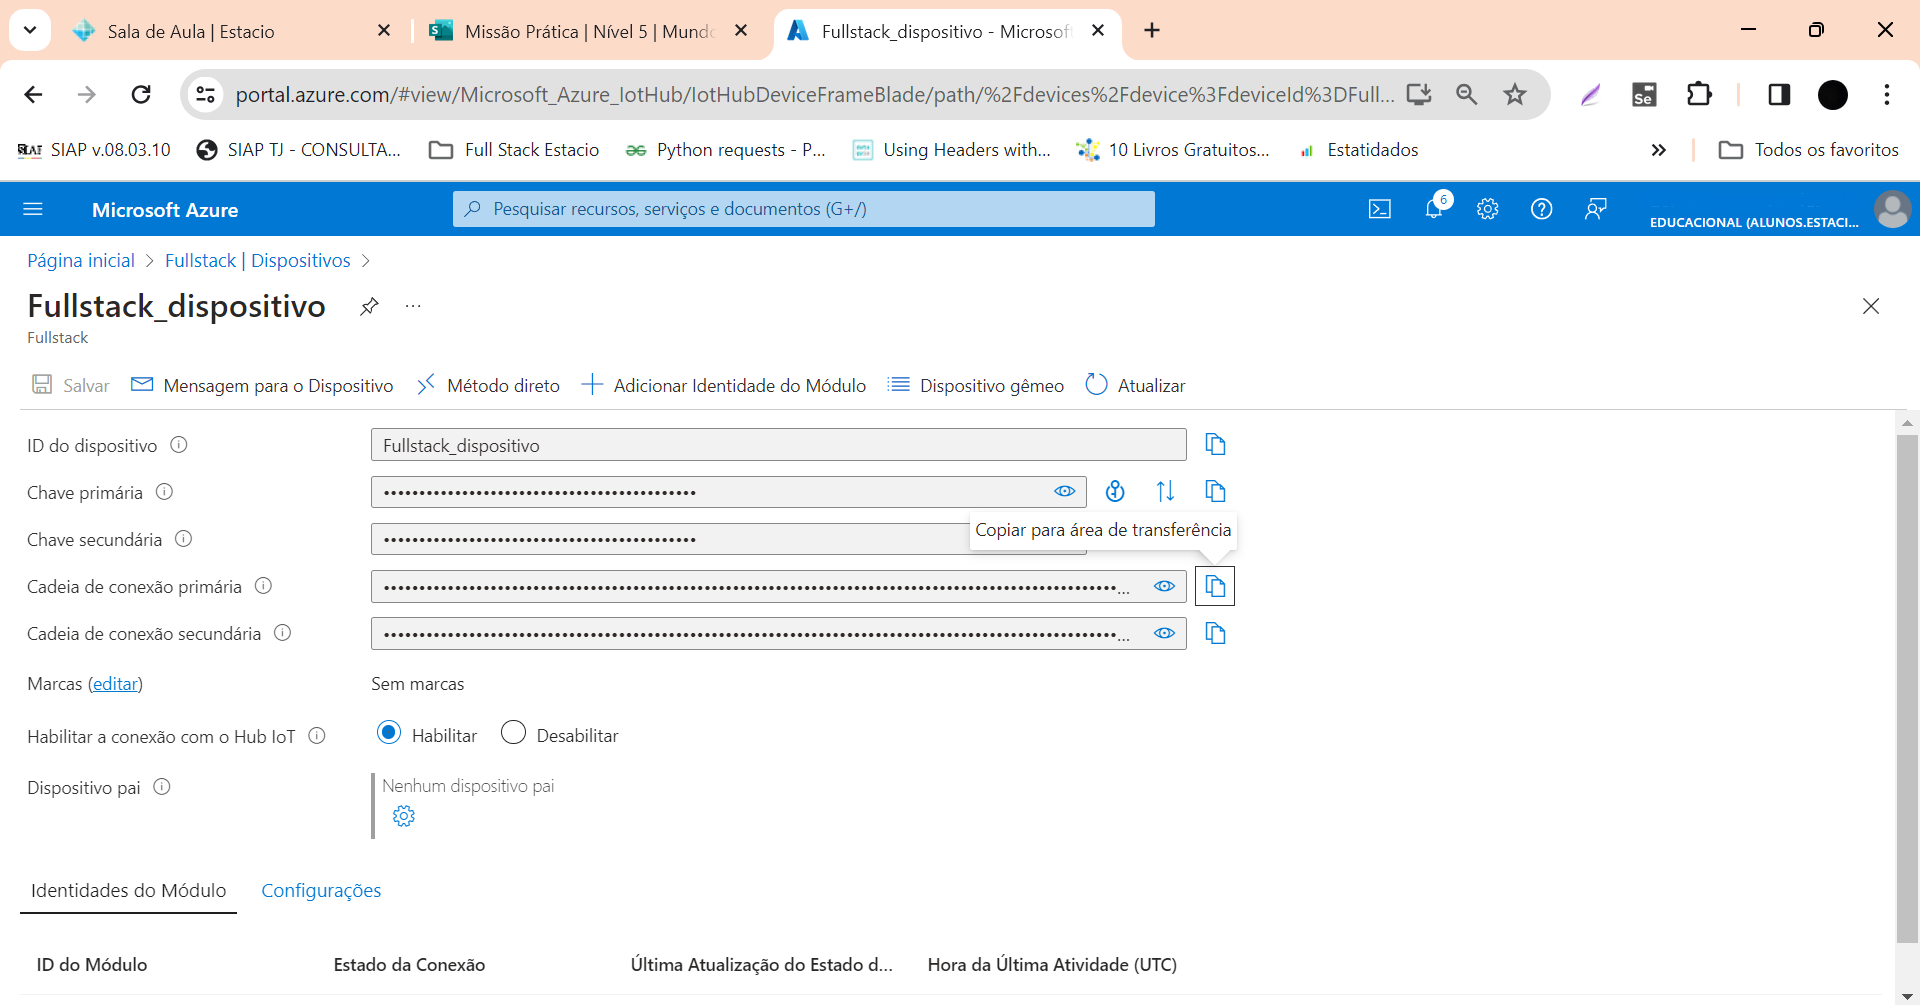 Sala de Aula | Estacio
Missão Prática | Nível 5 | Mund
Fullstack_dispositivo - Microsof
portal.azure.com/#view/Microsoft_Azure_IotHub/IotHubDeviceFrameBlade/path/%2Fdevices%2Fdevice%3FdeviceId%3DFull...
SIAP v.08.03.10
SIAP TJ - CONSULTA...
Full Stack Estacio
Python requests - P...
Using Headers with...
10 Livros Gratuitos...
Estatidados
Todos os favoritos
Microsoft Azure
Pesquisar recursos, serviços e documentos (G+/)
6
EDUCACIONAL (ALUNOS.ESTACI...
Página inicial > Fullstack | Dispositivos >
Fullstack_dispositivo
...
Fullstack
Salvar
Mensagem para o Dispositivo
Método direto
Adicionar Identidade do Módulo
Dispositivo gêmeo
Atualizar
ID do dispositivo
Fullstack_dispositivo
Chave primária
Copiar para área de transferência
Chave secundária
Cadeia de conexão primária
Cadeia de conexão secundária
Marcas (editar)
Sem marcas
Habilitar a conexão com o Hub IoT
Habilitar
Desabilitar
Dispositivo pai
Nenhum dispositivo pai
Identidades do Módulo
Configurações
ID do Módulo
Estado da Conexão
Última Atualização do Estado d...
Hora da Última Atividade (UTC)